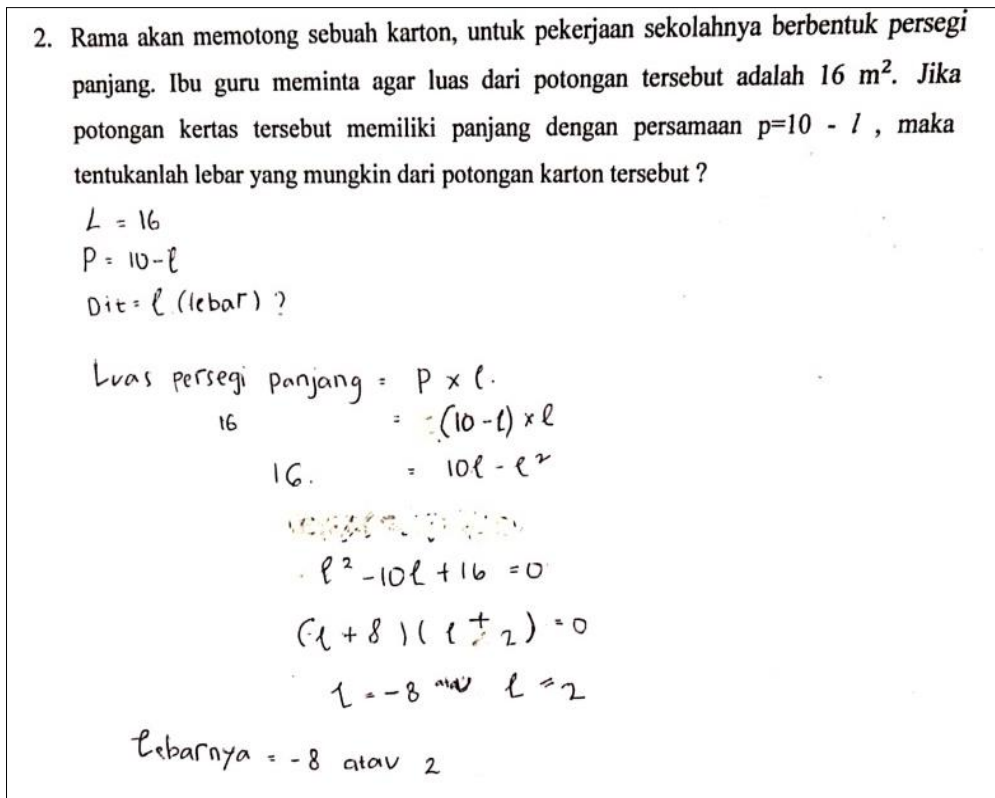 2. Rama akan memotong sebuah karton, untuk pekerjaan sekolahnya berbentuk persegi
panjang. Ibu guru meminta agar luas dari potongan tersebut adalah 16 m². Jika
potongan kertas tersebut memiliki panjang dengan persamaan p=10 - l , maka
tentukanlah lebar yang mungkin dari potongan karton tersebut ?
L = 16
P = 10-l
Dit = l (lebar) ?
Luas persegi panjang = P x l.
16 = (10-l) x l
16. = 10l - l²
l² -10l + 16 = 0
(l + 8) (l + 2) = 0
l = -8 atau l = 2
Lebarnya = -8 atau 2